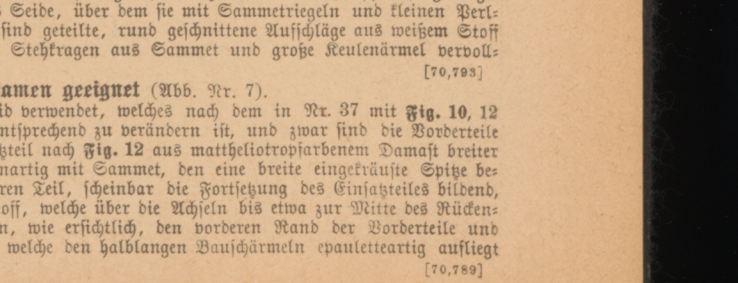 Seide, über dem sie mit Sammetriegeln und kleinen Perl-
sind geteilte, rund geschnittene Aufschläge aus weißem Stoff
Stehkragen aus Sammet und große Keulenärmel vervoll-
[70,793]
amen geeignet (Abb. Nr. 7).
id verwendet, welches nach dem in Nr. 37 mit Fig. 10, 12
ntsprechend zu verändern ist, und zwar sind die Vorderteile
tzteil nach Fig. 12 aus mattheliotropfarbenem Damast breiter
nartig mit Sammet, den eine breite eingekräuste Spitze be-
ren Teil, scheinbar die Fortsetzung des Einsatzteiles bildend,
off, welche über die Achseln bis etwa zur Mitte des Rücken-
n, wie ersichtlich, den vorderen Rand der Vorderteile und
welche den halblangen Bauschärmeln epauletteartig aufliegt
[70,789]